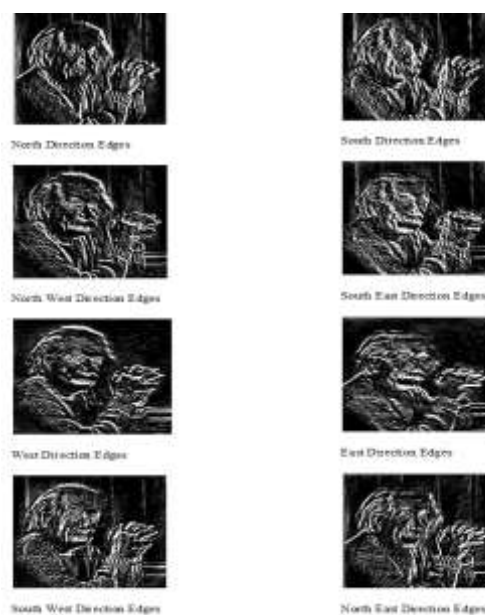 North Direction Edges
South Direction Edges
North West Direction Edges
South East Direction Edges
West Direction Edges
East Direction Edges
South West Direction Edges
North East Direction Edges